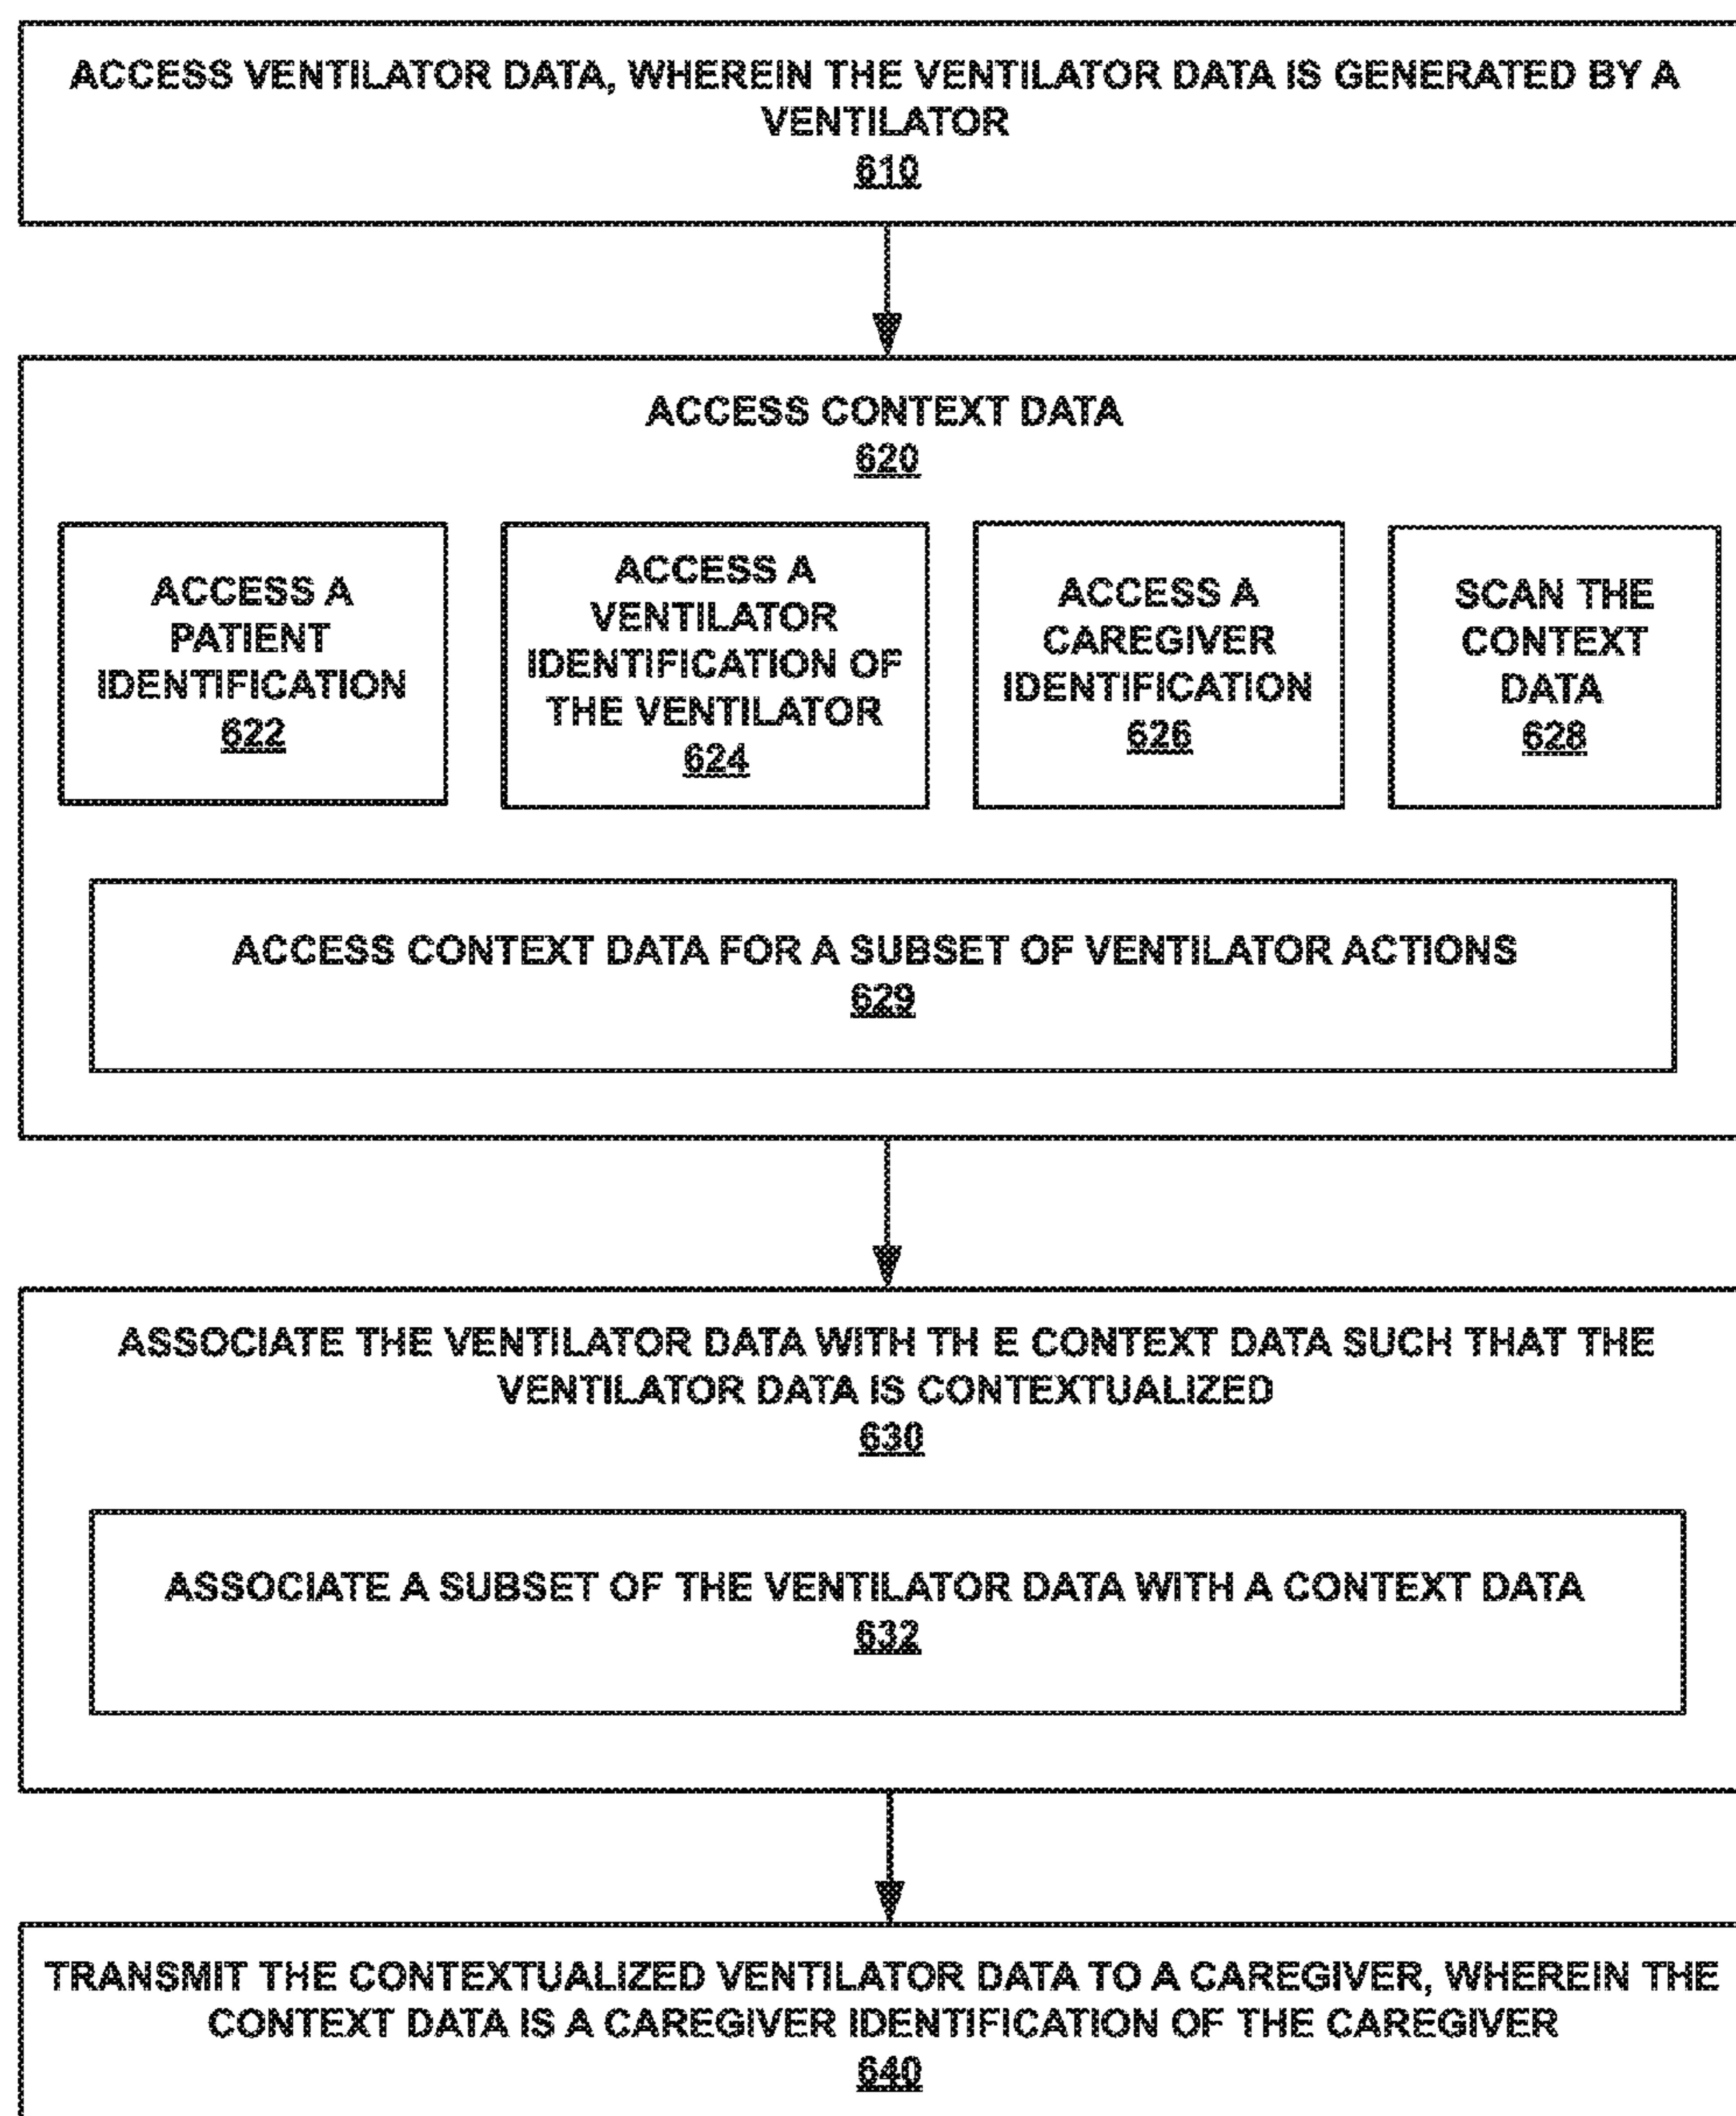 ACCESS VENTILATOR DATA, WHEREIN THE VENTILATOR DATA IS GENERATED BY A
VENTILATOR
610
ACCESS CONTEXT DATA
620
ACCESS A
PATIENT
IDENTIFICATION
622
ACCESS A
VENTILATOR
IDENTIFICATION OF
THE VENTILATOR
624
ACCESS A
CAREGIVER
IDENTIFICATION
626
SCAN THE
CONTEXT
DATA
628
ACCESS CONTEXT DATA FOR A SUBSET OF VENTILATOR ACTIONS
629
ASSOCIATE THE VENTILATOR DATA WITH TH E CONTEXT DATA SUCH THAT THE
VENTILATOR DATA IS CONTEXTUALIZED
630
ASSOCIATE A SUBSET OF THE VENTILATOR DATA WITH A CONTEXT DATA
632
TRANSMIT THE CONTEXTUALIZED VENTILATOR DATA TO A CAREGIVER, WHEREIN THE
CONTEXT DATA IS A CAREGIVER IDENTIFICATION OF THE CAREGIVER
640